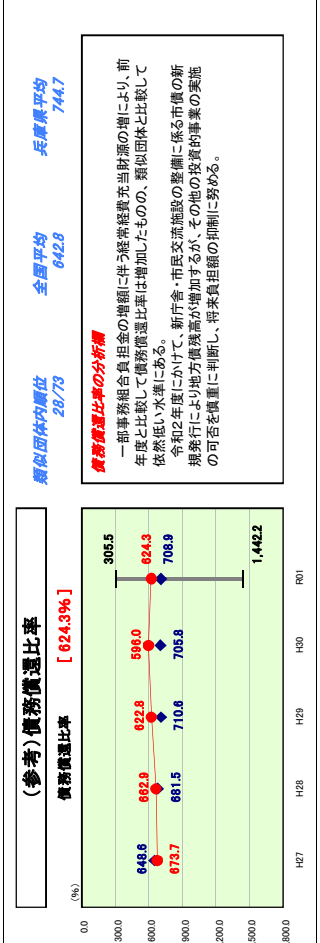 (参考)債務償還比率
債務償還比率 [ 624.3% ]
(%)
0.0
300.0
600.0
900.0
1,200.0
1,500.0
1,800.0
648.6
673.7
662.9
681.5
622.8
710.6
596.0
705.8
305.5
624.3
708.9
1,442.2
H27
H28
H29
H30
R01
類似団体内順位
28/73
全国平均
642.8
兵庫県平均
744.7
債務償還比率の分析欄
一部事務組合負担金の増額に伴う経常経費充当財源の増により、前
年度と比較して債務償還比率は増加したものの、類似団体と比較して
依然低い水準にある。
令和2年度にかけて、新庁舎・市民交流施設の整備に係る市債の新
規発行により地方債残高が増加するが、その他の投資的事業の実施
の可否を慎重に判断し、将来負担額の抑制に努める。